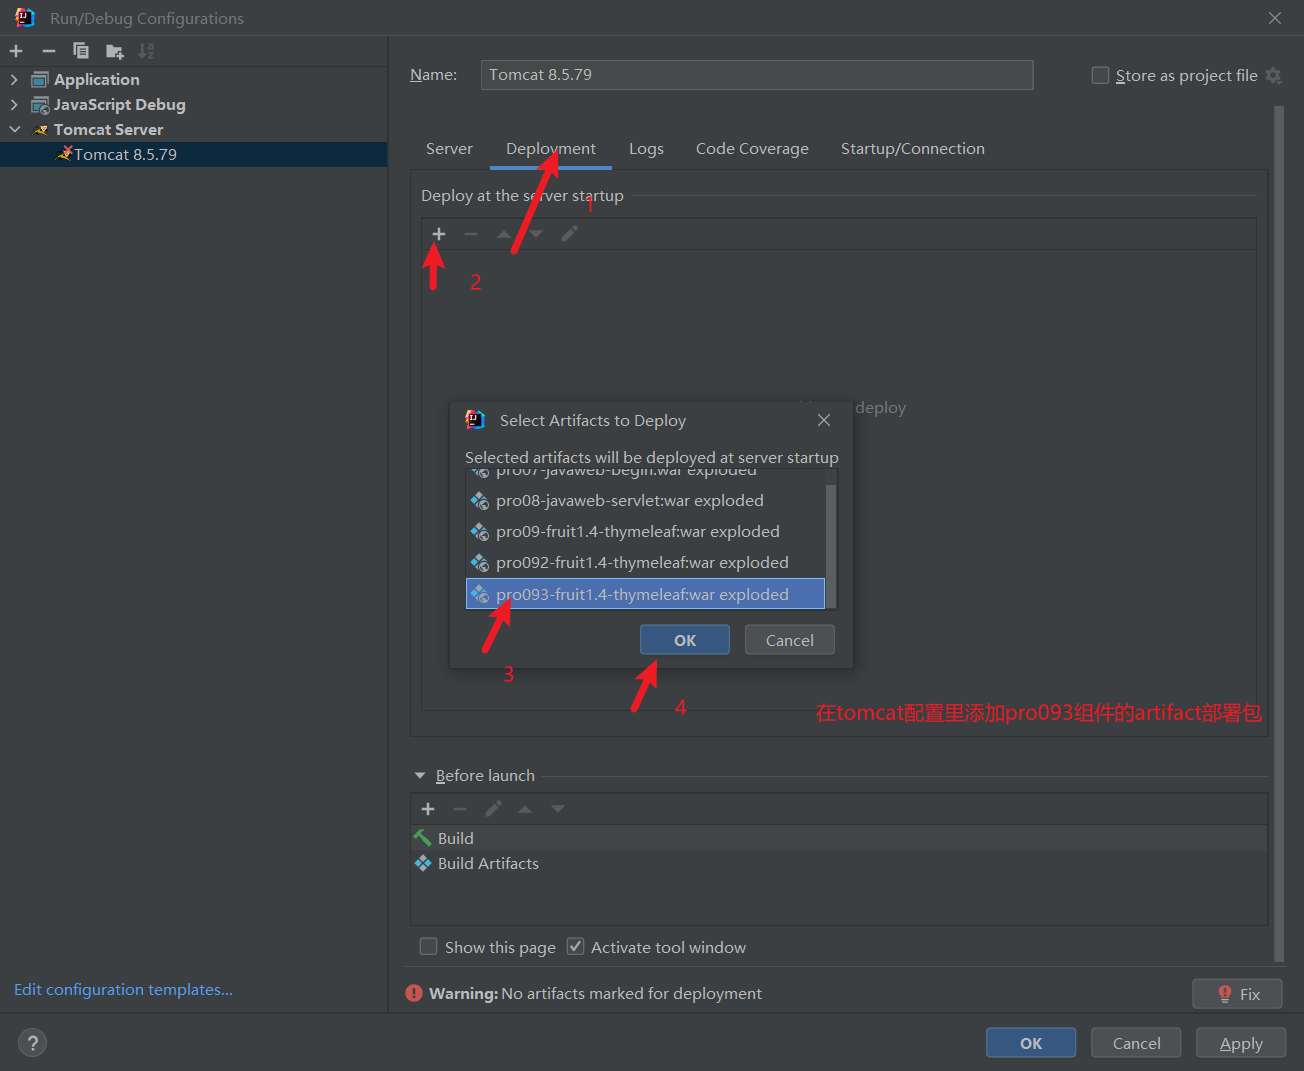 Run/Debug Configurations
Name: Tomcat 8.5.79 Store as project file
Application
JavaScript Debug
Tomcat Server
Tomcat 8.5.79
Server Deployment Logs Code Coverage Startup/Connection
Deploy at the server startup
1
2
deploy
Select Artifacts to Deploy
Selected artifacts will be deployed at server startup
pro07-javaweb-begin:war exploded
pro08-javaweb-servlet:war exploded
pro09-fruit1.4-thymeleaf:war exploded
pro092-fruit1.4-thymeleaf:war exploded
pro093-fruit1.4-thymeleaf:war exploded
OK Cancel
3
4
在tomcat配置里添加pro093组件的artifact部署包
Before launch
Build
Build Artifacts
Show this page Activate tool window
Edit configuration templates...
Warning: No artifacts marked for deployment Fix
? OK Cancel Apply